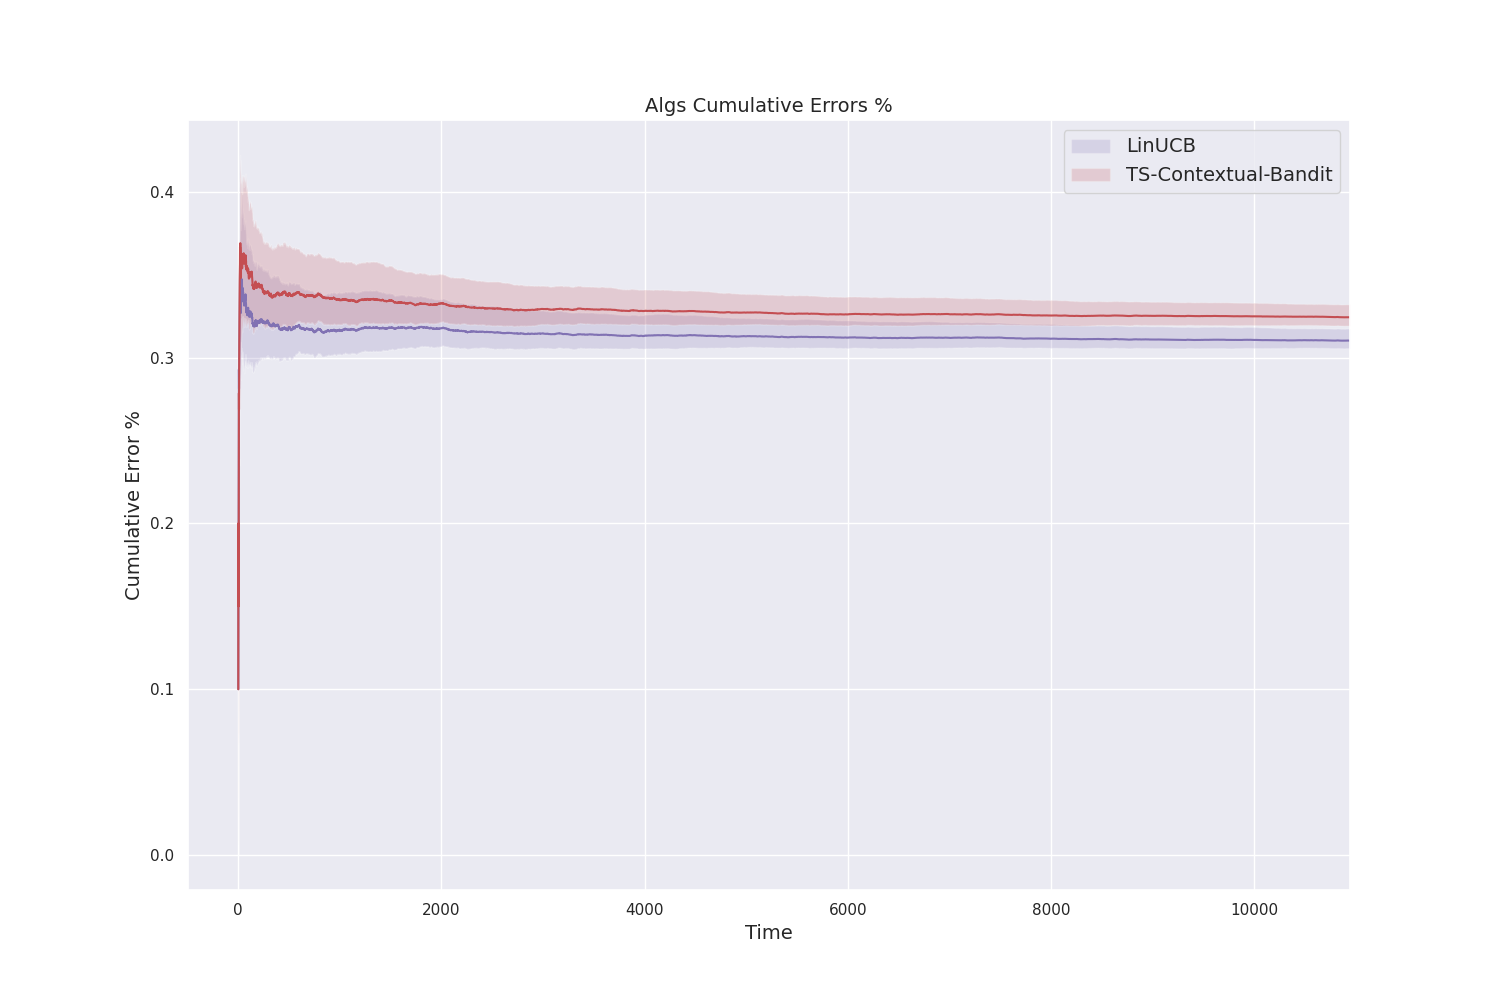 Algs Cumulative Errors %
LinUCB
TS-Contextual-Bandit
Cumulative Error %
0.4
0.3
0.2
0.1
0.0
0 2000 4000 6000 8000 10000
Time